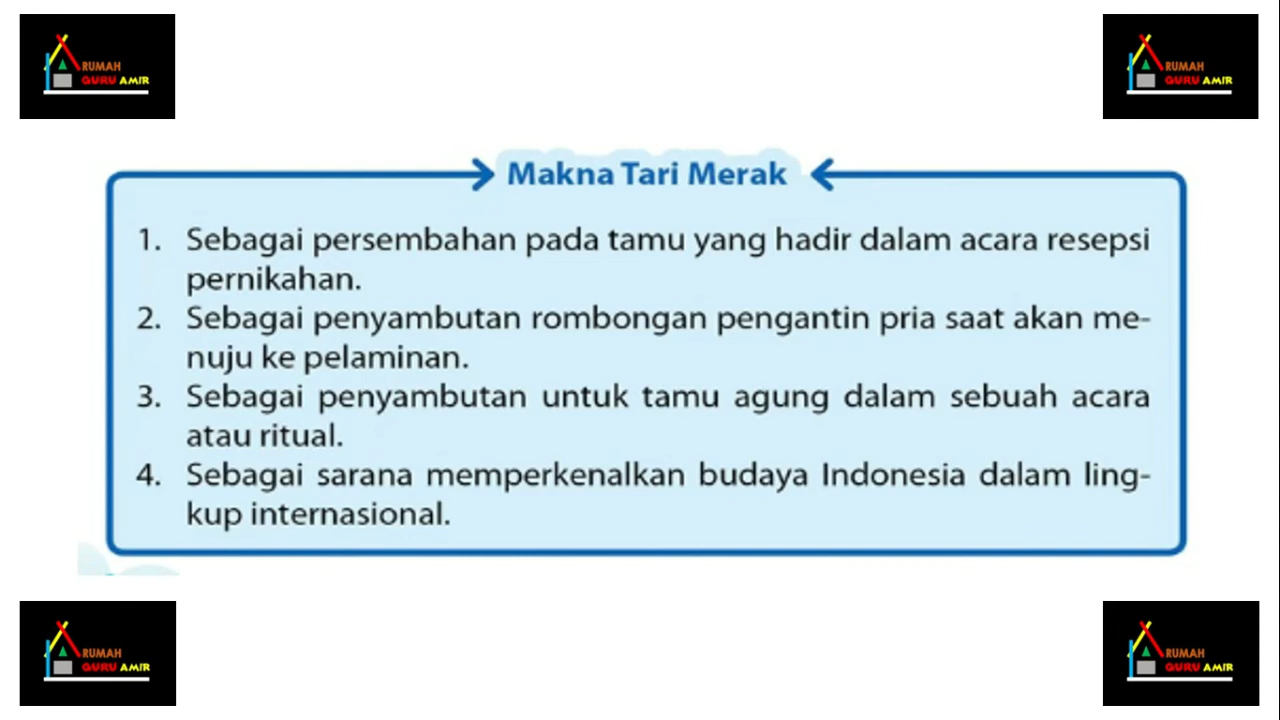 RUMAH
GURU AMIR
RUMAH
GURU AMIR
Makna Tari Merak
1. Sebagai persembahan pada tamu yang hadir dalam acara resepsi
pernikahan.
2. Sebagai penyambutan rombongan pengantin pria saat akan me-
nuju ke pelaminan.
3. Sebagai penyambutan untuk tamu agung dalam sebuah acara
atau ritual.
4. Sebagai sarana memperkenalkan budaya Indonesia dalam ling-
kup internasional.
RUMAH
GURU AMIR
RUMAH
GURU AMIR